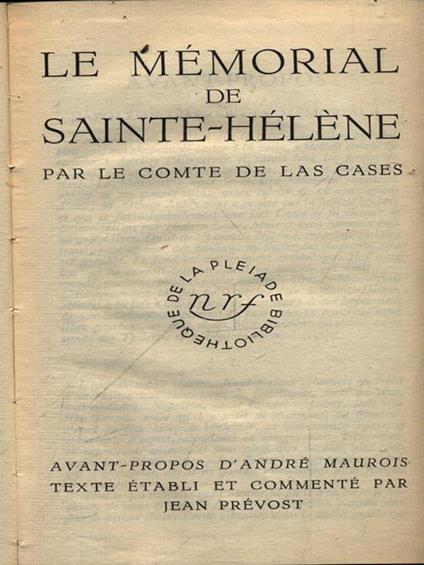 LE MÉMORIAL
DE
SAINTE-HÉLÈNE
PAR LE COMTE DE LAS CASES
BIBLIOTHEQUE DE LA PLEIADE
nrf
AVANT-PROPOS D'ANDRÉ MAUROIS
TEXTE ÉTABLI ET COMMENTÉ PAR
JEAN PRÉVOST